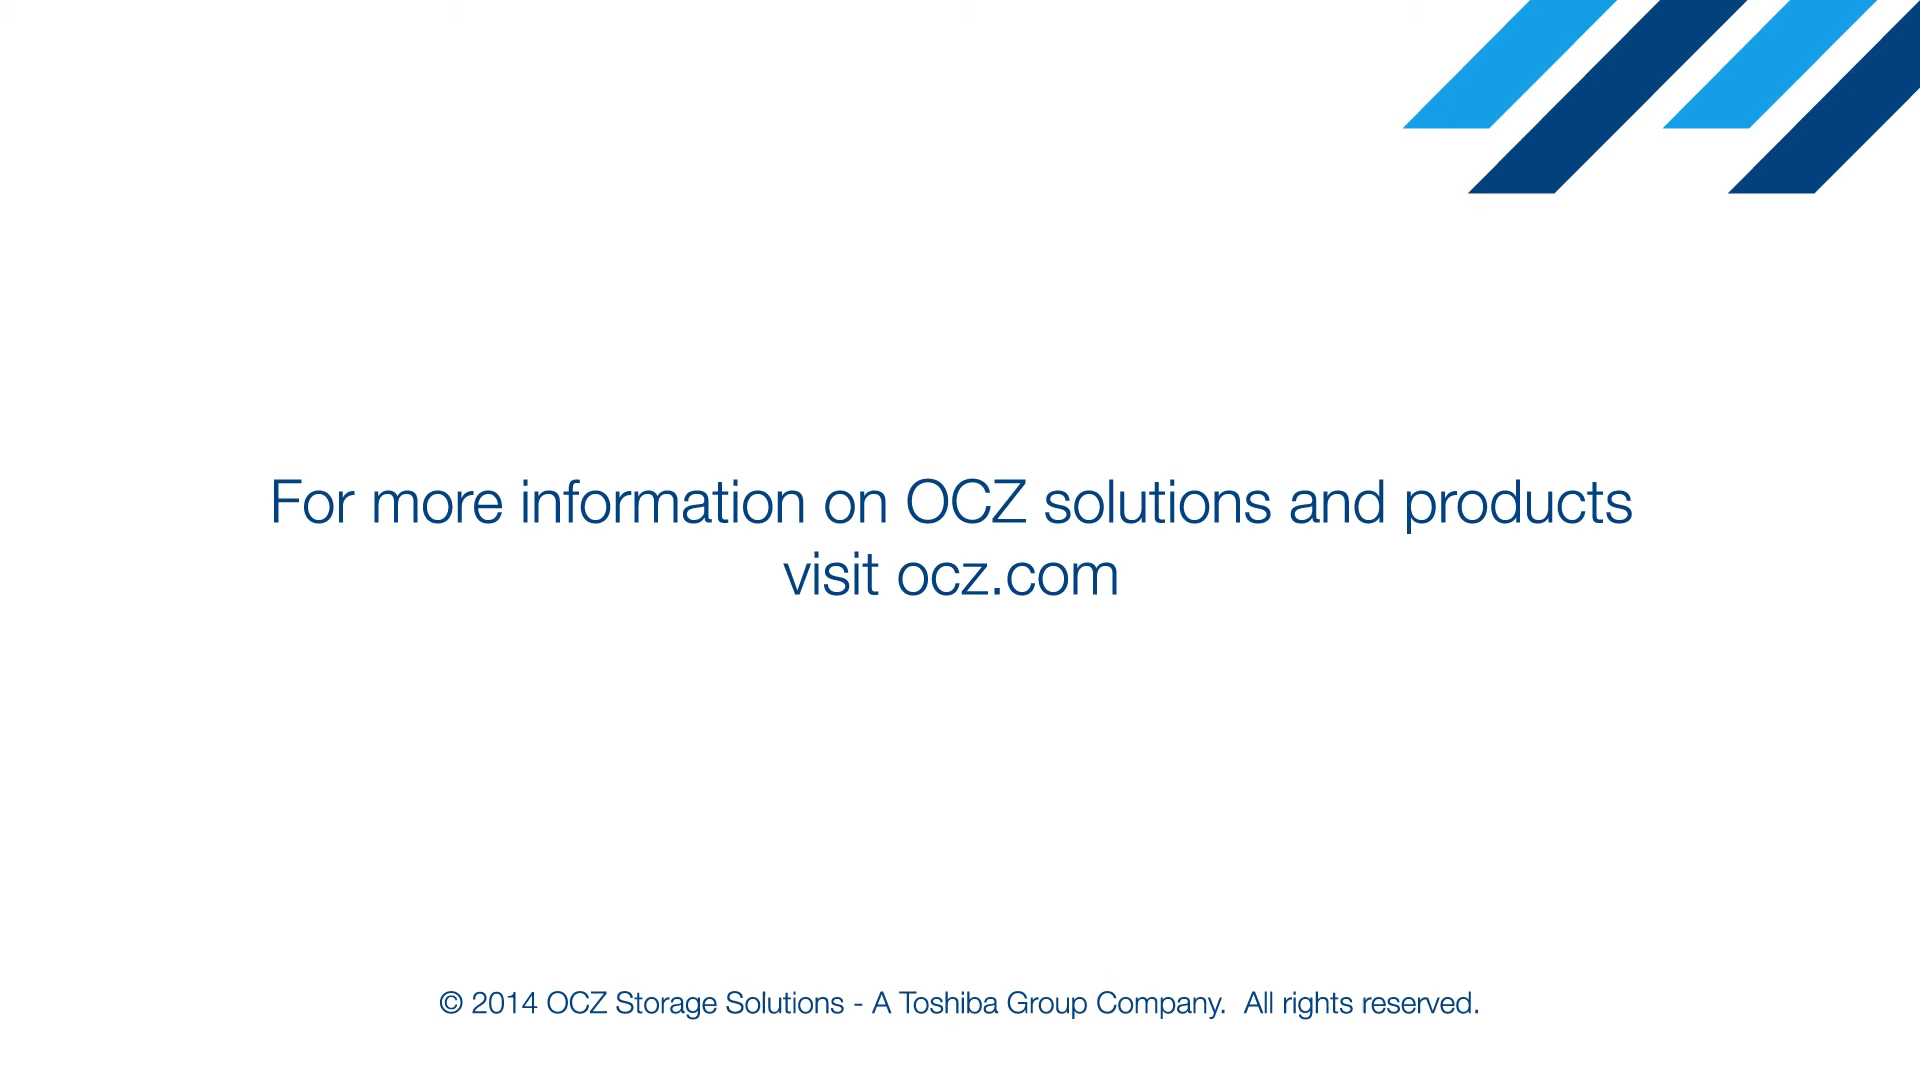 For more information on OCZ solutions and products
visit ocz.com
© 2014 OCZ Storage Solutions - A Toshiba Group Company.  All rights reserved.